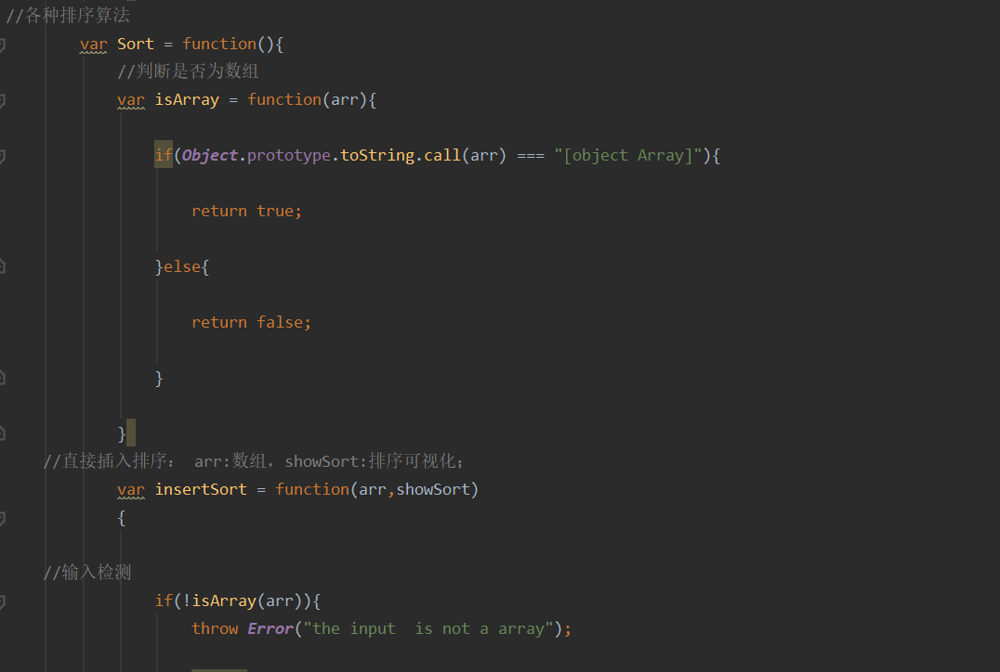 //各种排序算法
var Sort = function(){
//判断是否为数组
var isArray = function(arr){
if(Object.prototype.toString.call(arr) === "[object Array]"){
return true;
}else{
return false;
}
}
//直接插入排序： arr:数组．showSort:排序可视化；
var insertSort = function(arr,showSort)
{
//输入检测
if(!isArray(arr)){
throw Error("the input  is not a array");